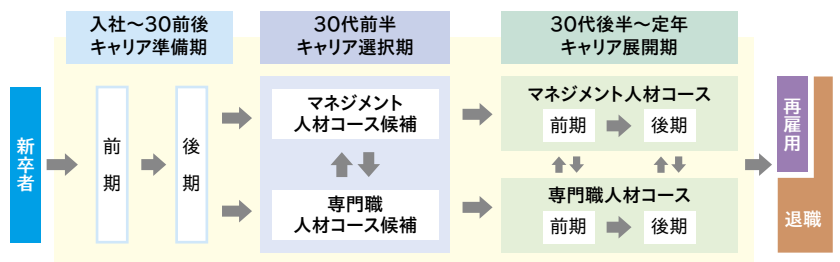 入社～30前後
キャリア準備期
30代前半
キャリア選択期
30代後半～定年
キャリア展開期
新卒者
前期
後期
マネジメント
人材コース候補
専門職
人材コース候補
マネジメント人材コース
前期
後期
専門職人材コース
前期
後期
再雇用
退職